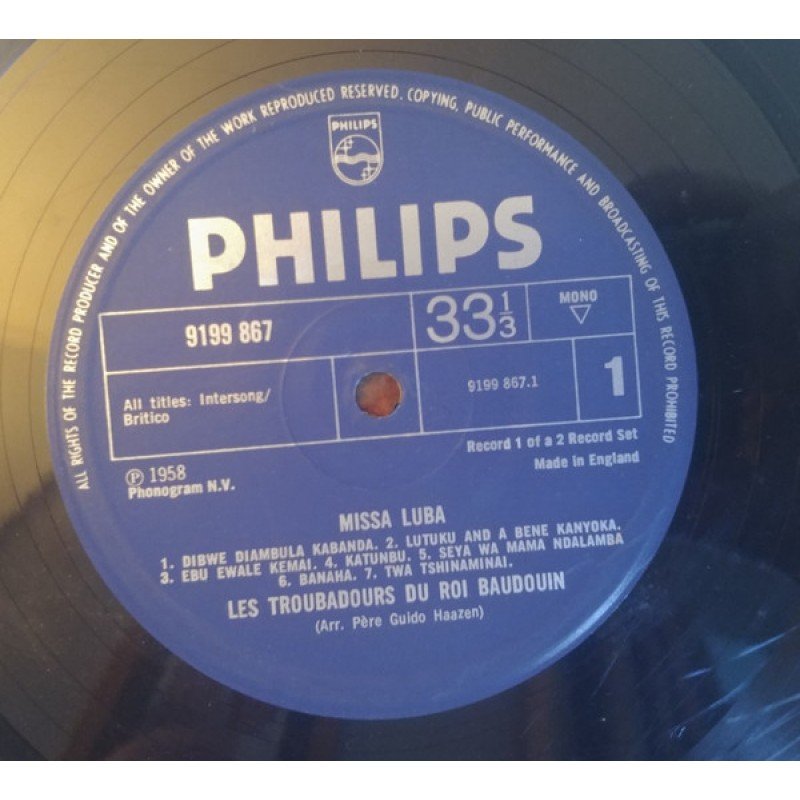 ALL RIGHTS OF THE RECORD PRODUCER AND OF THE OWNER OF THE WORK REPRODUCED RESERVED. COPYING, PUBLIC PERFORMANCE AND BROADCASTING OF THIS RECORD PROHIBITED
PHILIPS
PHILIPS
9199 867
33 1/3
MONO
All titles: Intersong/
Britico
9199 867.1
1
Record 1 of a 2 Record Set
Made in England
Ⓟ 1958
Phonogram N.V.
MISSA LUBA
1. DIBWE DIAMBULA KABANDA. 2. LUTUKU AND A BENE KANYOKA.
3. EBU EWALE KEMAI. 4. KATUNBU. 5. SEYA WA MAMA NDALAMBA
6. BANAHA. 7. TWA TSHINAMINAI.
LES TROUBADOURS DU ROI BAUDOUIN
(Arr. Père Guido Haazen)